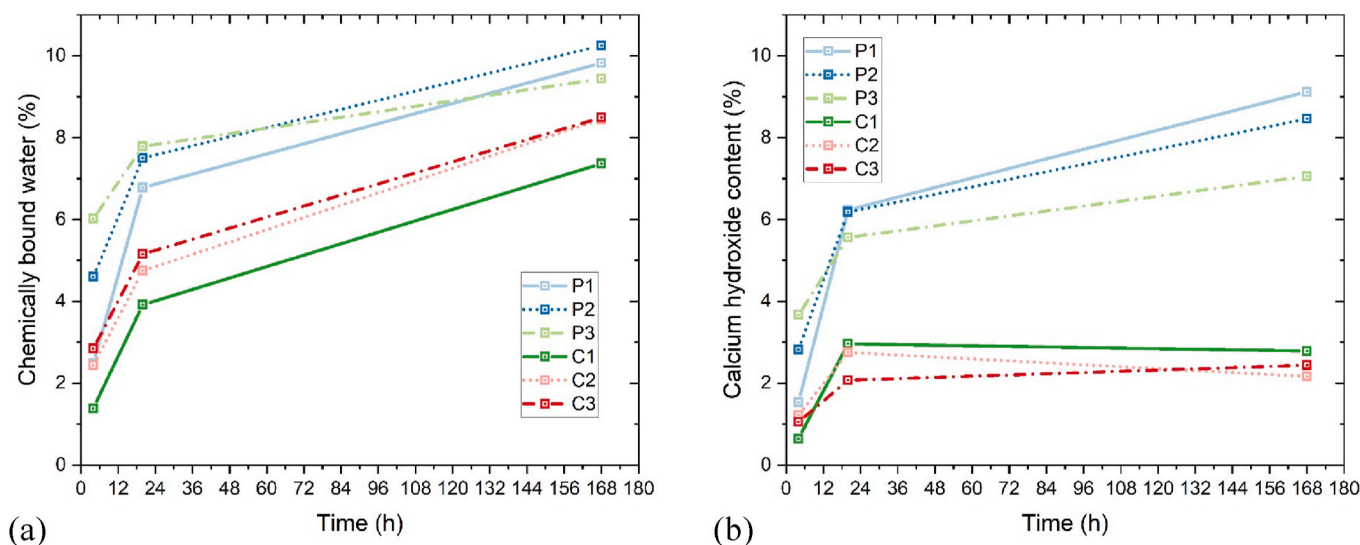 10
8
6
4
2
0
Chemically bound water (%)
P1
P2
P3
C1
C2
C3
0 12 24 36 48 60 72 84 96 108 120 132 144 156 168 180
Time (h)
(a)
10
8
6
4
2
0
Calcium hydroxide content (%)
P1
P2
P3
C1
C2
C3
0 12 24 36 48 60 72 84 96 108 120 132 144 156 168 180
Time (h)
(b)